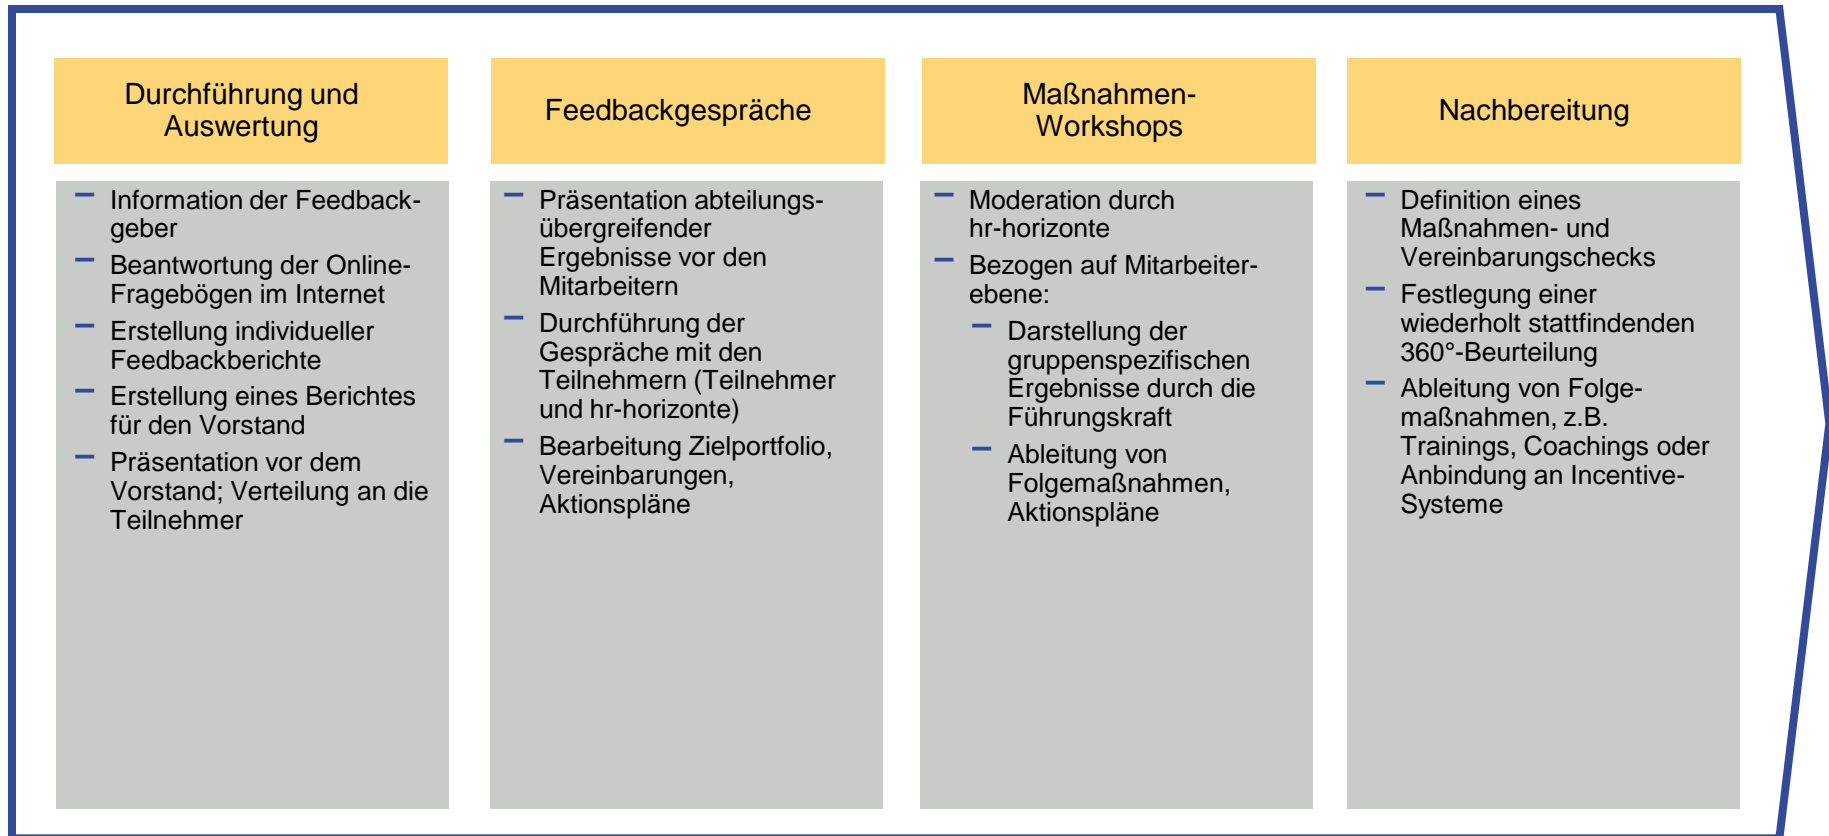 Durchführung und
Auswertung
– Information der Feedback-
geber
– Beantwortung der Online-
Fragebögen im Internet
– Erstellung individueller
Feedbackberichte
– Erstellung eines Berichtes
für den Vorstand
– Präsentation vor dem
Vorstand; Verteilung an die
Teilnehmer
Feedbackgespräche
– Präsentation abteilungs-
übergreifender
Ergebnisse vor den
Mitarbeitern
– Durchführung der
Gespräche mit den
Teilnehmern (Teilnehmer
und hr-horizonte)
– Bearbeitung Zielportfolio,
Vereinbarungen,
Aktionspläne
Maßnahmen-
Workshops
– Moderation durch
hr-horizonte
– Bezogen auf Mitarbeiter-
ebene:
– Darstellung der
gruppenspezifischen
Ergebnisse durch die
Führungskraft
– Ableitung von
Folgemaßnahmen,
Aktionspläne
Nachbereitung
– Definition eines
Maßnahmen- und
Vereinbarungschecks
– Festlegung einer
wiederholt stattfindenden
360°-Beurteilung
– Ableitung von Folge-
maßnahmen, z.B.
Trainings, Coachings oder
Anbindung an Incentive-
Systeme